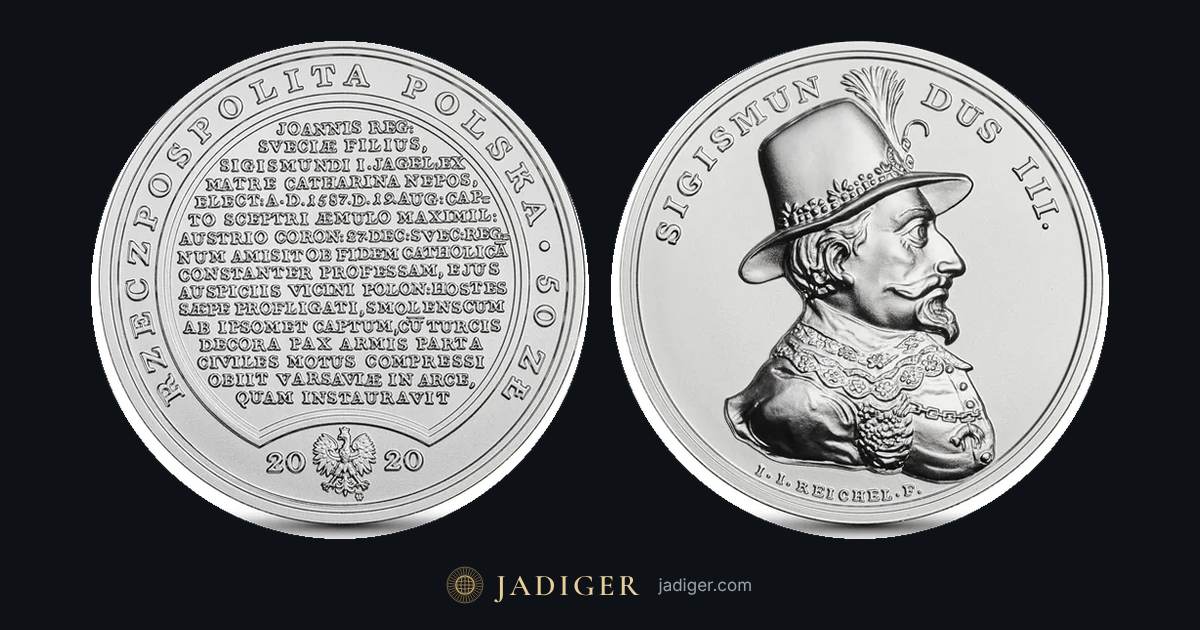 RZECZPOSPOLITA POLSKA · 50 ZŁ
JOANNIS REG:
SVECIÆ FILIUS,
SIGISMUNDI I. JAGEL.EX
MATRE CATHARINA NEPOS,
ELECT: A. D. 1587. D. 19. AUG: CAP=
TO SCEPTRI ÆMULO MAXIMIL:
AUSTRIO CORON: 27. DEC: SVEC: REG=
NUM AMISIT OB FIDEM CATHOLICĀ
CONSTANTER PROFESSAM, EJUS
AUSPICIIS VICINI POLON: HOSTES
SÆPE PROFLIGATI, SMOLENSCUM
AB IPSOMET CAPTUM, CŪ TURCIS
DECORA PAX ARMIS PARTA
CIVILES MOTUS COMPRESSI
OBIIT VARSAVIÆ IN ARCE,
QUAM INSTAURAVIT
20 20
SIGISMUNDUS III.
I. I. REICHEL. F.
JADIGER jadiger.com